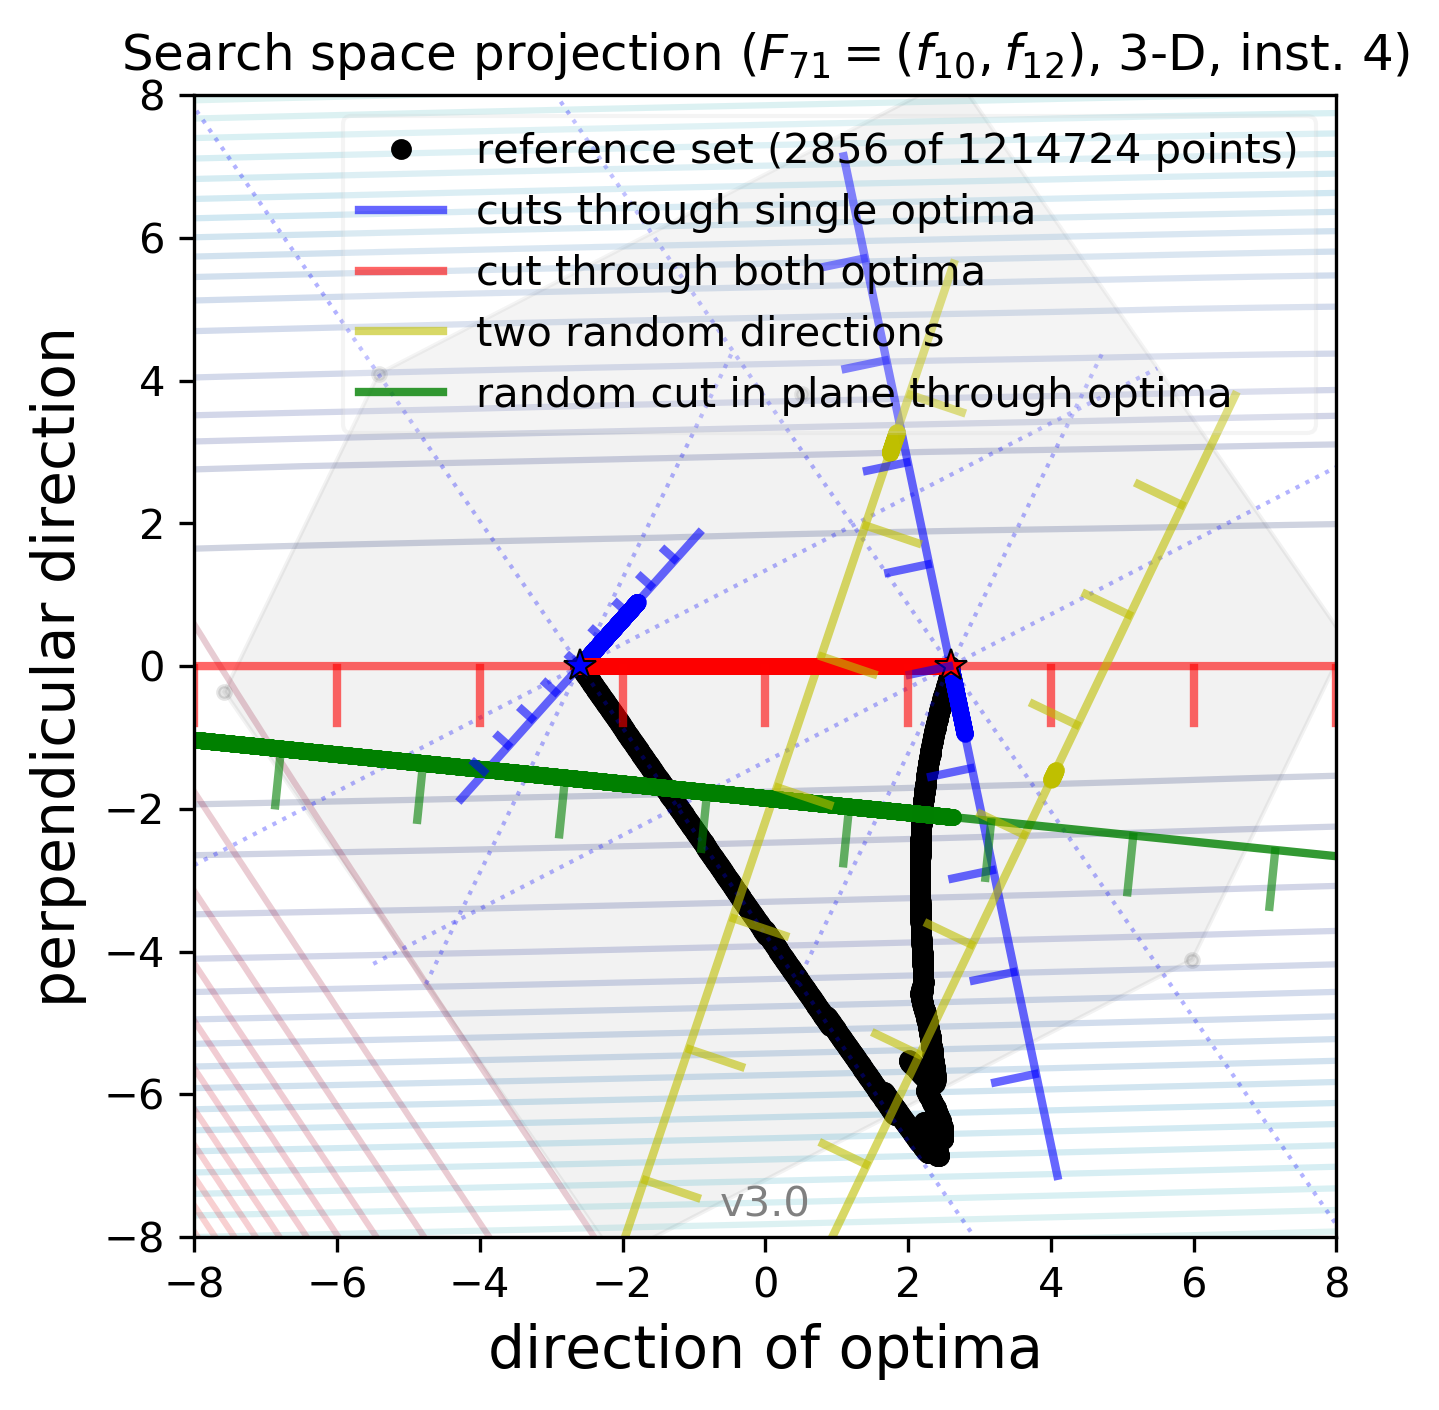 Search space projection (F71 = (f10, f12), 3-D, inst. 4)
reference set (2856 of 1214724 points)
cuts through single optima
cut through both optima
two random directions
random cut in plane through optima
perpendicular direction
8
6
4
2
0
−2
−4
−6
−8
v3.0
−8 −6 −4 −2 0 2 4 6 8
direction of optima